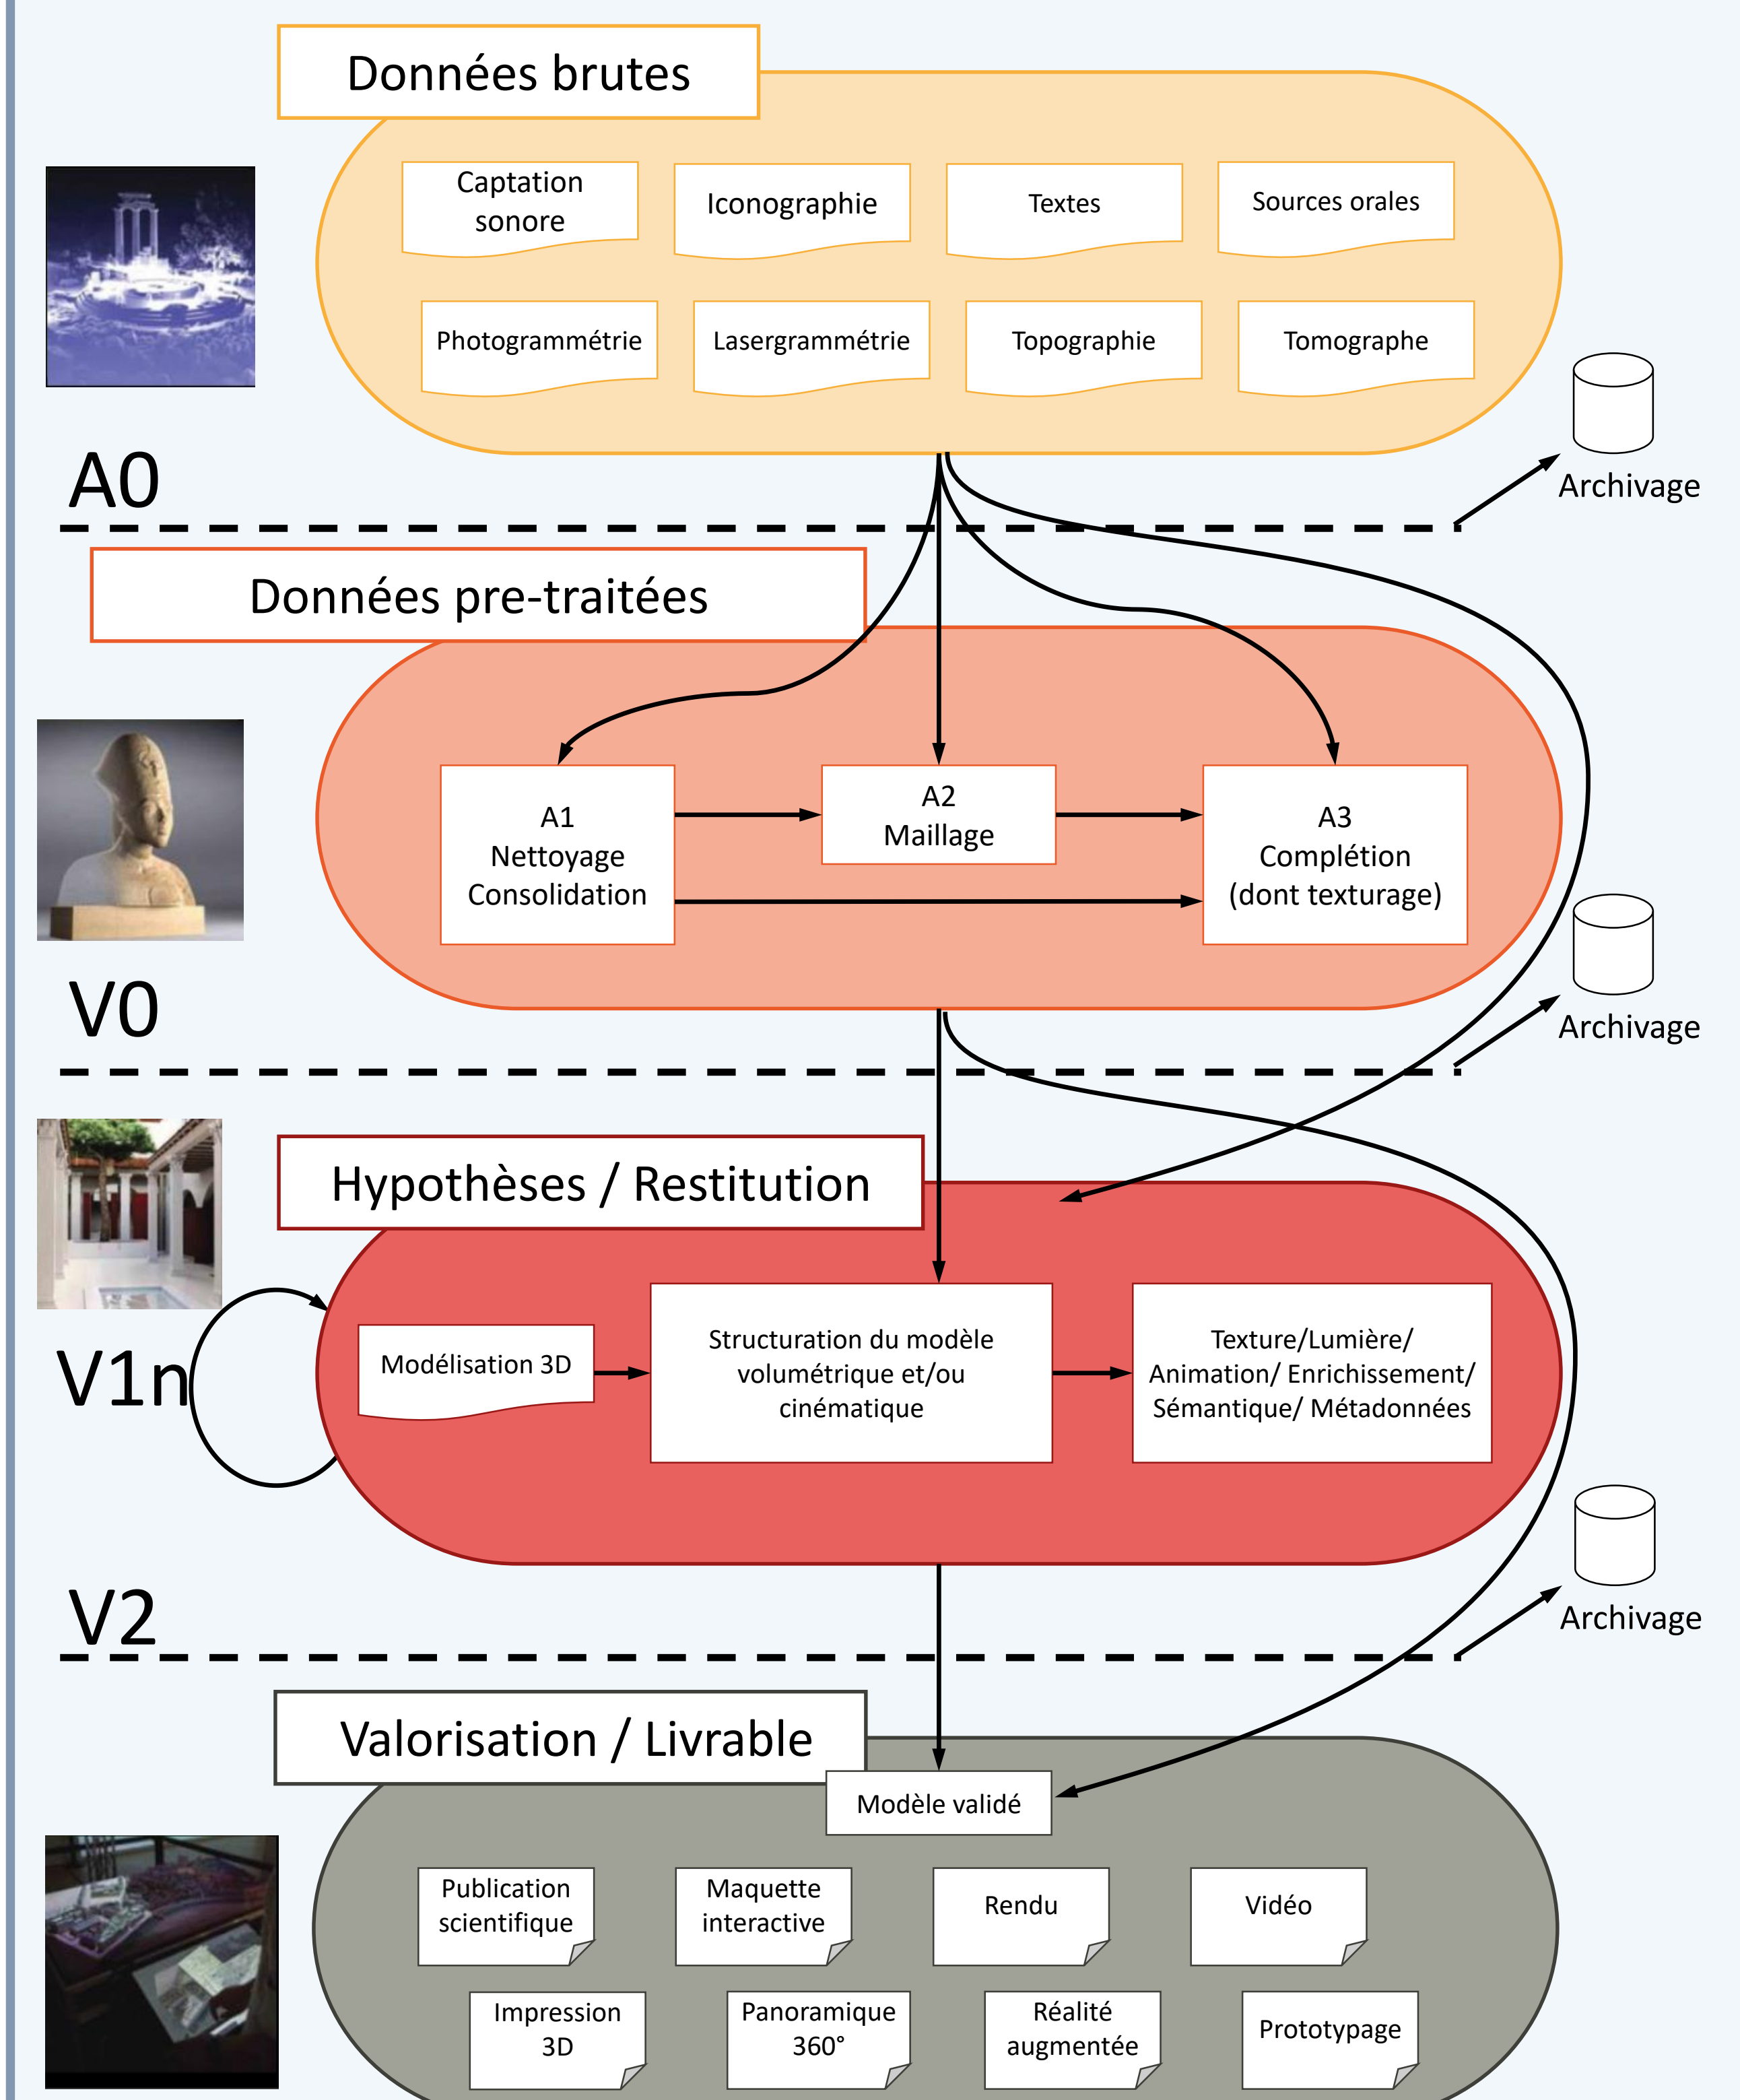 Données brutes
Captation
sonore
Iconographie
Textes
Sources orales
Photogrammétrie
Lasergrammétrie
Topographie
Tomographe
A0
Archivage
Données pre-traitées
A1
Nettoyage
Consolidation
A2
Maillage
A3
Complétion
(dont texturage)
V0
Archivage
Hypothèses / Restitution
V1n
Modélisation 3D
Structuration du modèle
volumétrique et/ou
cinématique
Texture/Lumière/
Animation/ Enrichissement/
Sémantique/ Métadonnées
V2
Archivage
Valorisation / Livrable
Modèle validé
Publication
scientifique
Maquette
interactive
Rendu
Vidéo
Impression
3D
Panoramique
360°
Réalité
augmentée
Prototypage